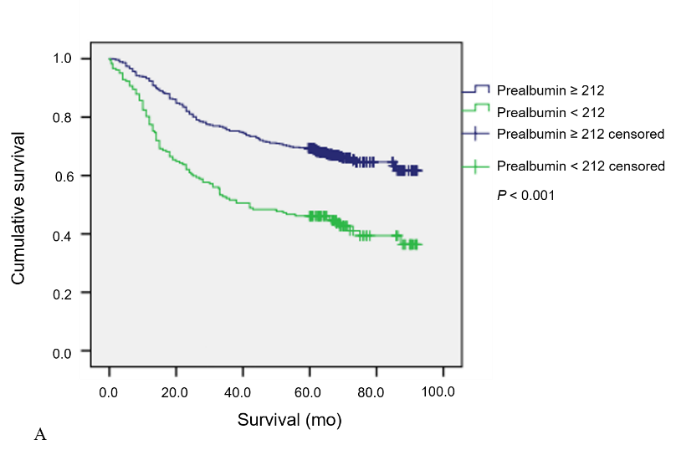 1.0
0.8
0.6
0.4
0.2
0.0
Cumulative survival
0.0 20.0 40.0 60.0 80.0 100.0
Survival (mo)
Prealbumin ≥ 212
Prealbumin < 212
Prealbumin ≥ 212 censored
Prealbumin < 212 censored
P < 0.001
A